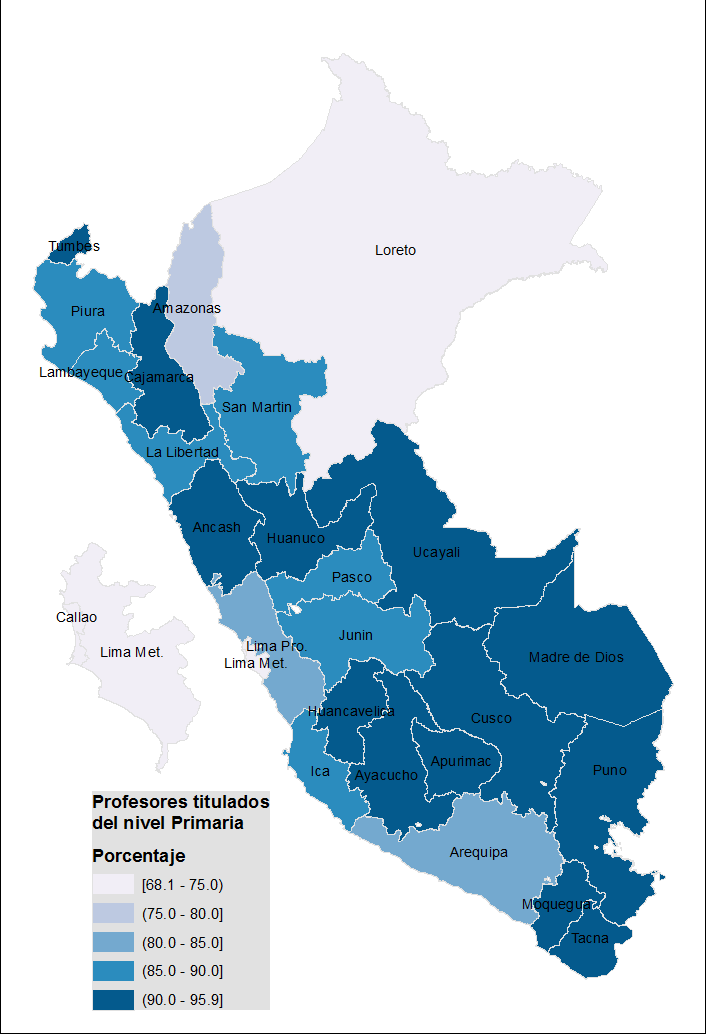 Loreto
Tumbes
Amazonas
Piura
Lambayeque
Cajamarca
San Martin
La Libertad
Ancash
Huanuco
Ucayali
Pasco
Callao
Junin
Lima Pro.
Lima Met.
Lima Met.
Madre de Dios
Huancavelica
Cusco
Ica
Ayacucho
Apurimac
Puno
Arequipa
Moquegua
Tacna
Profesores titulados
del nivel Primaria
Porcentaje
[68.1 - 75.0)
(75.0 - 80.0]
(80.0 - 85.0]
(85.0 - 90.0]
(90.0 - 95.9]